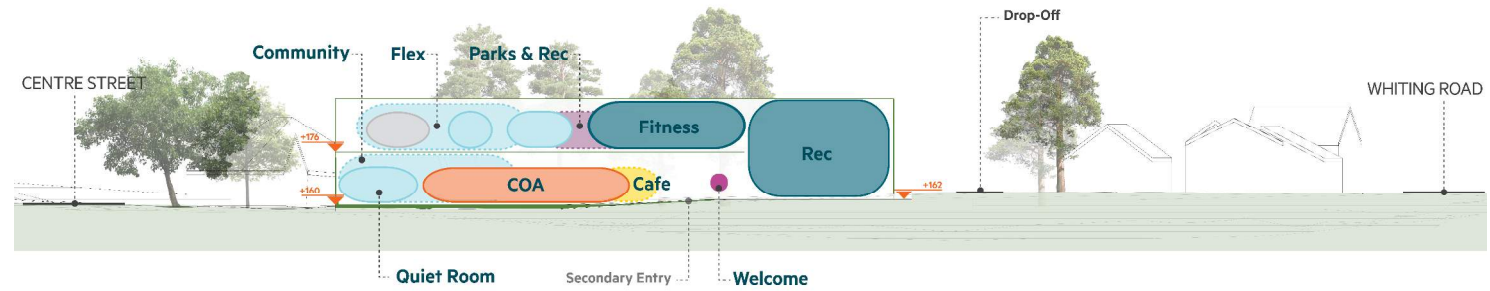 Drop-Off
Community
Flex
Parks & Rec
CENTRE STREET
WHITING ROAD
+176
Fitness
Rec
+160
COA
Cafe
+162
Quiet Room
Secondary Entry
Welcome